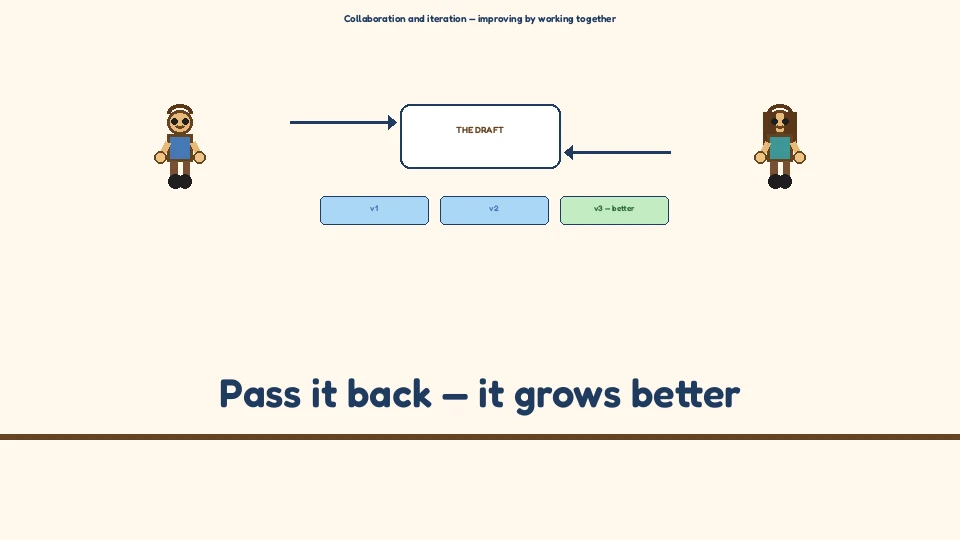 Collaboration and iteration — improving by working together
THE DRAFT
v1
v2
v3 — better
Pass it back — it grows better